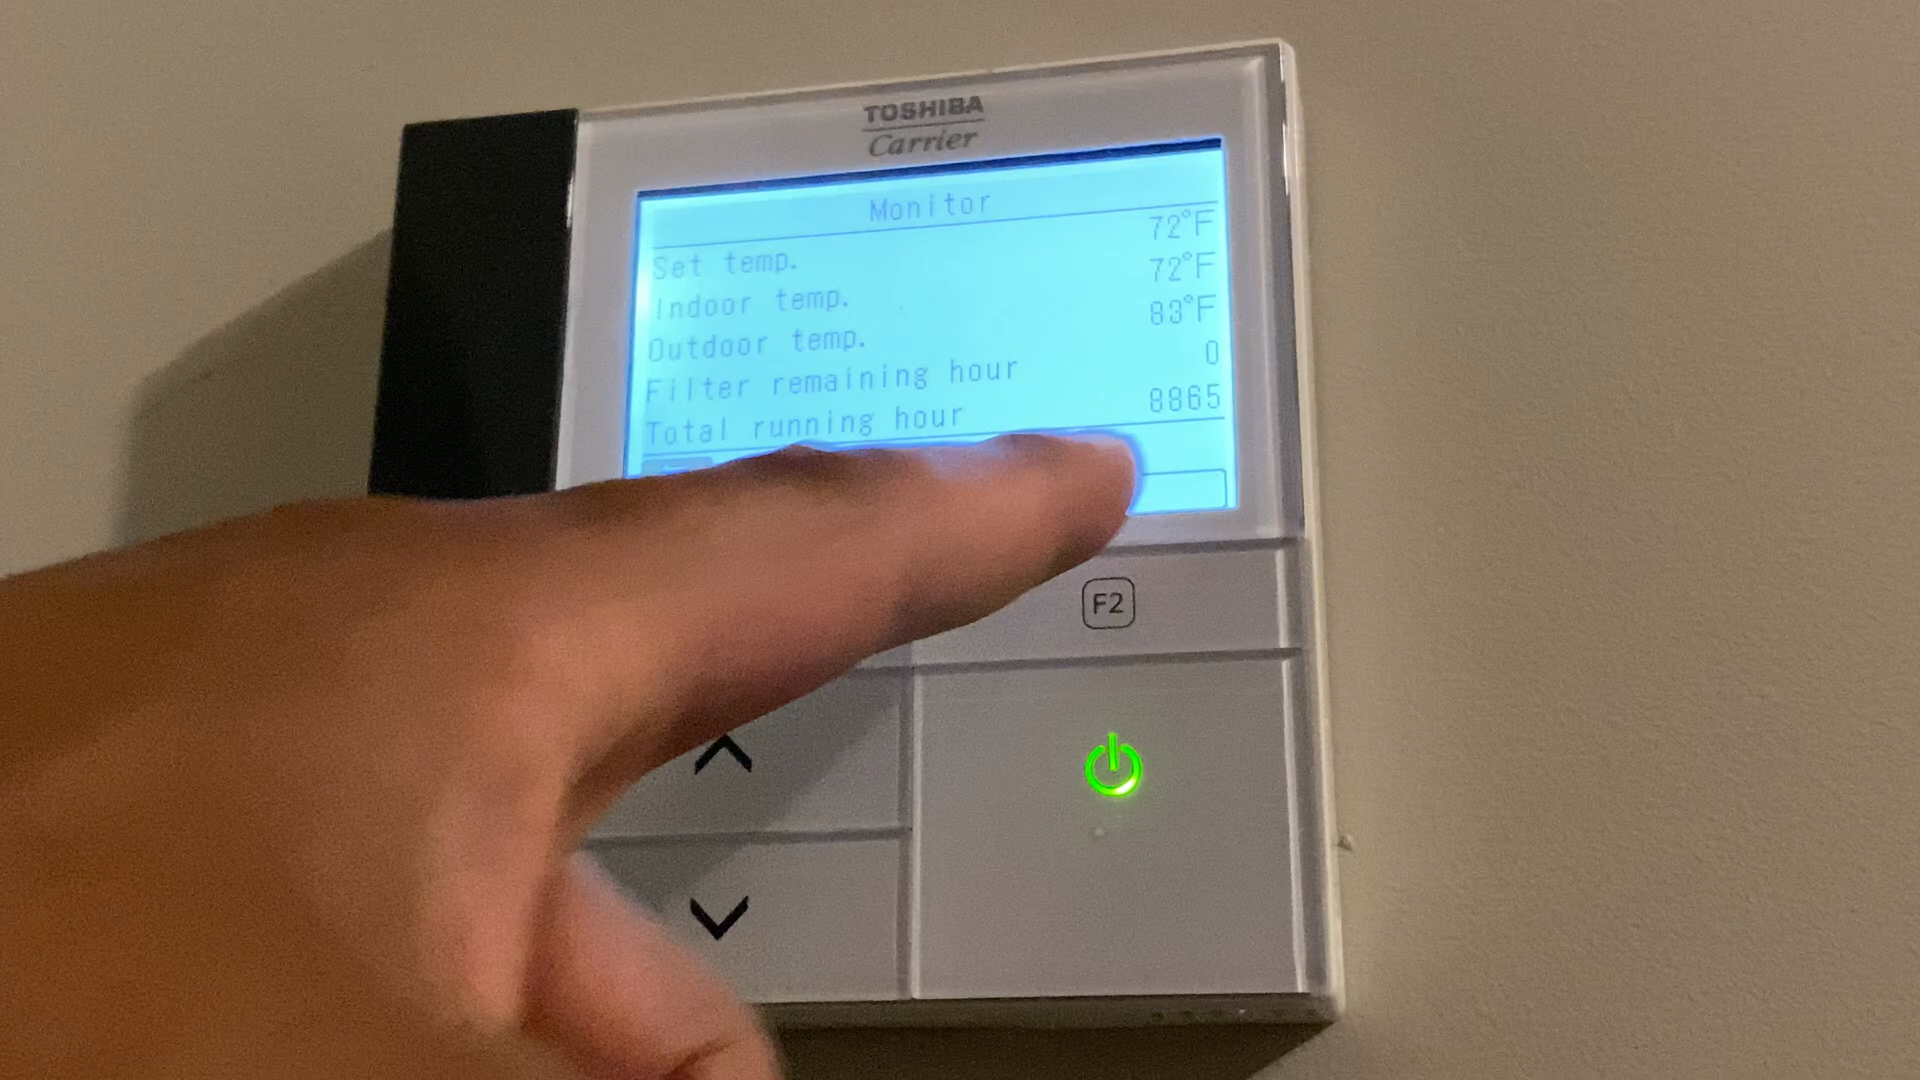 TOSHIBA
Carrier
Monitor
Set temp. 72°F
Indoor temp. 72°F
Outdoor temp. 83°F
Filter remaining hour 0
Total running hour 8865
F2